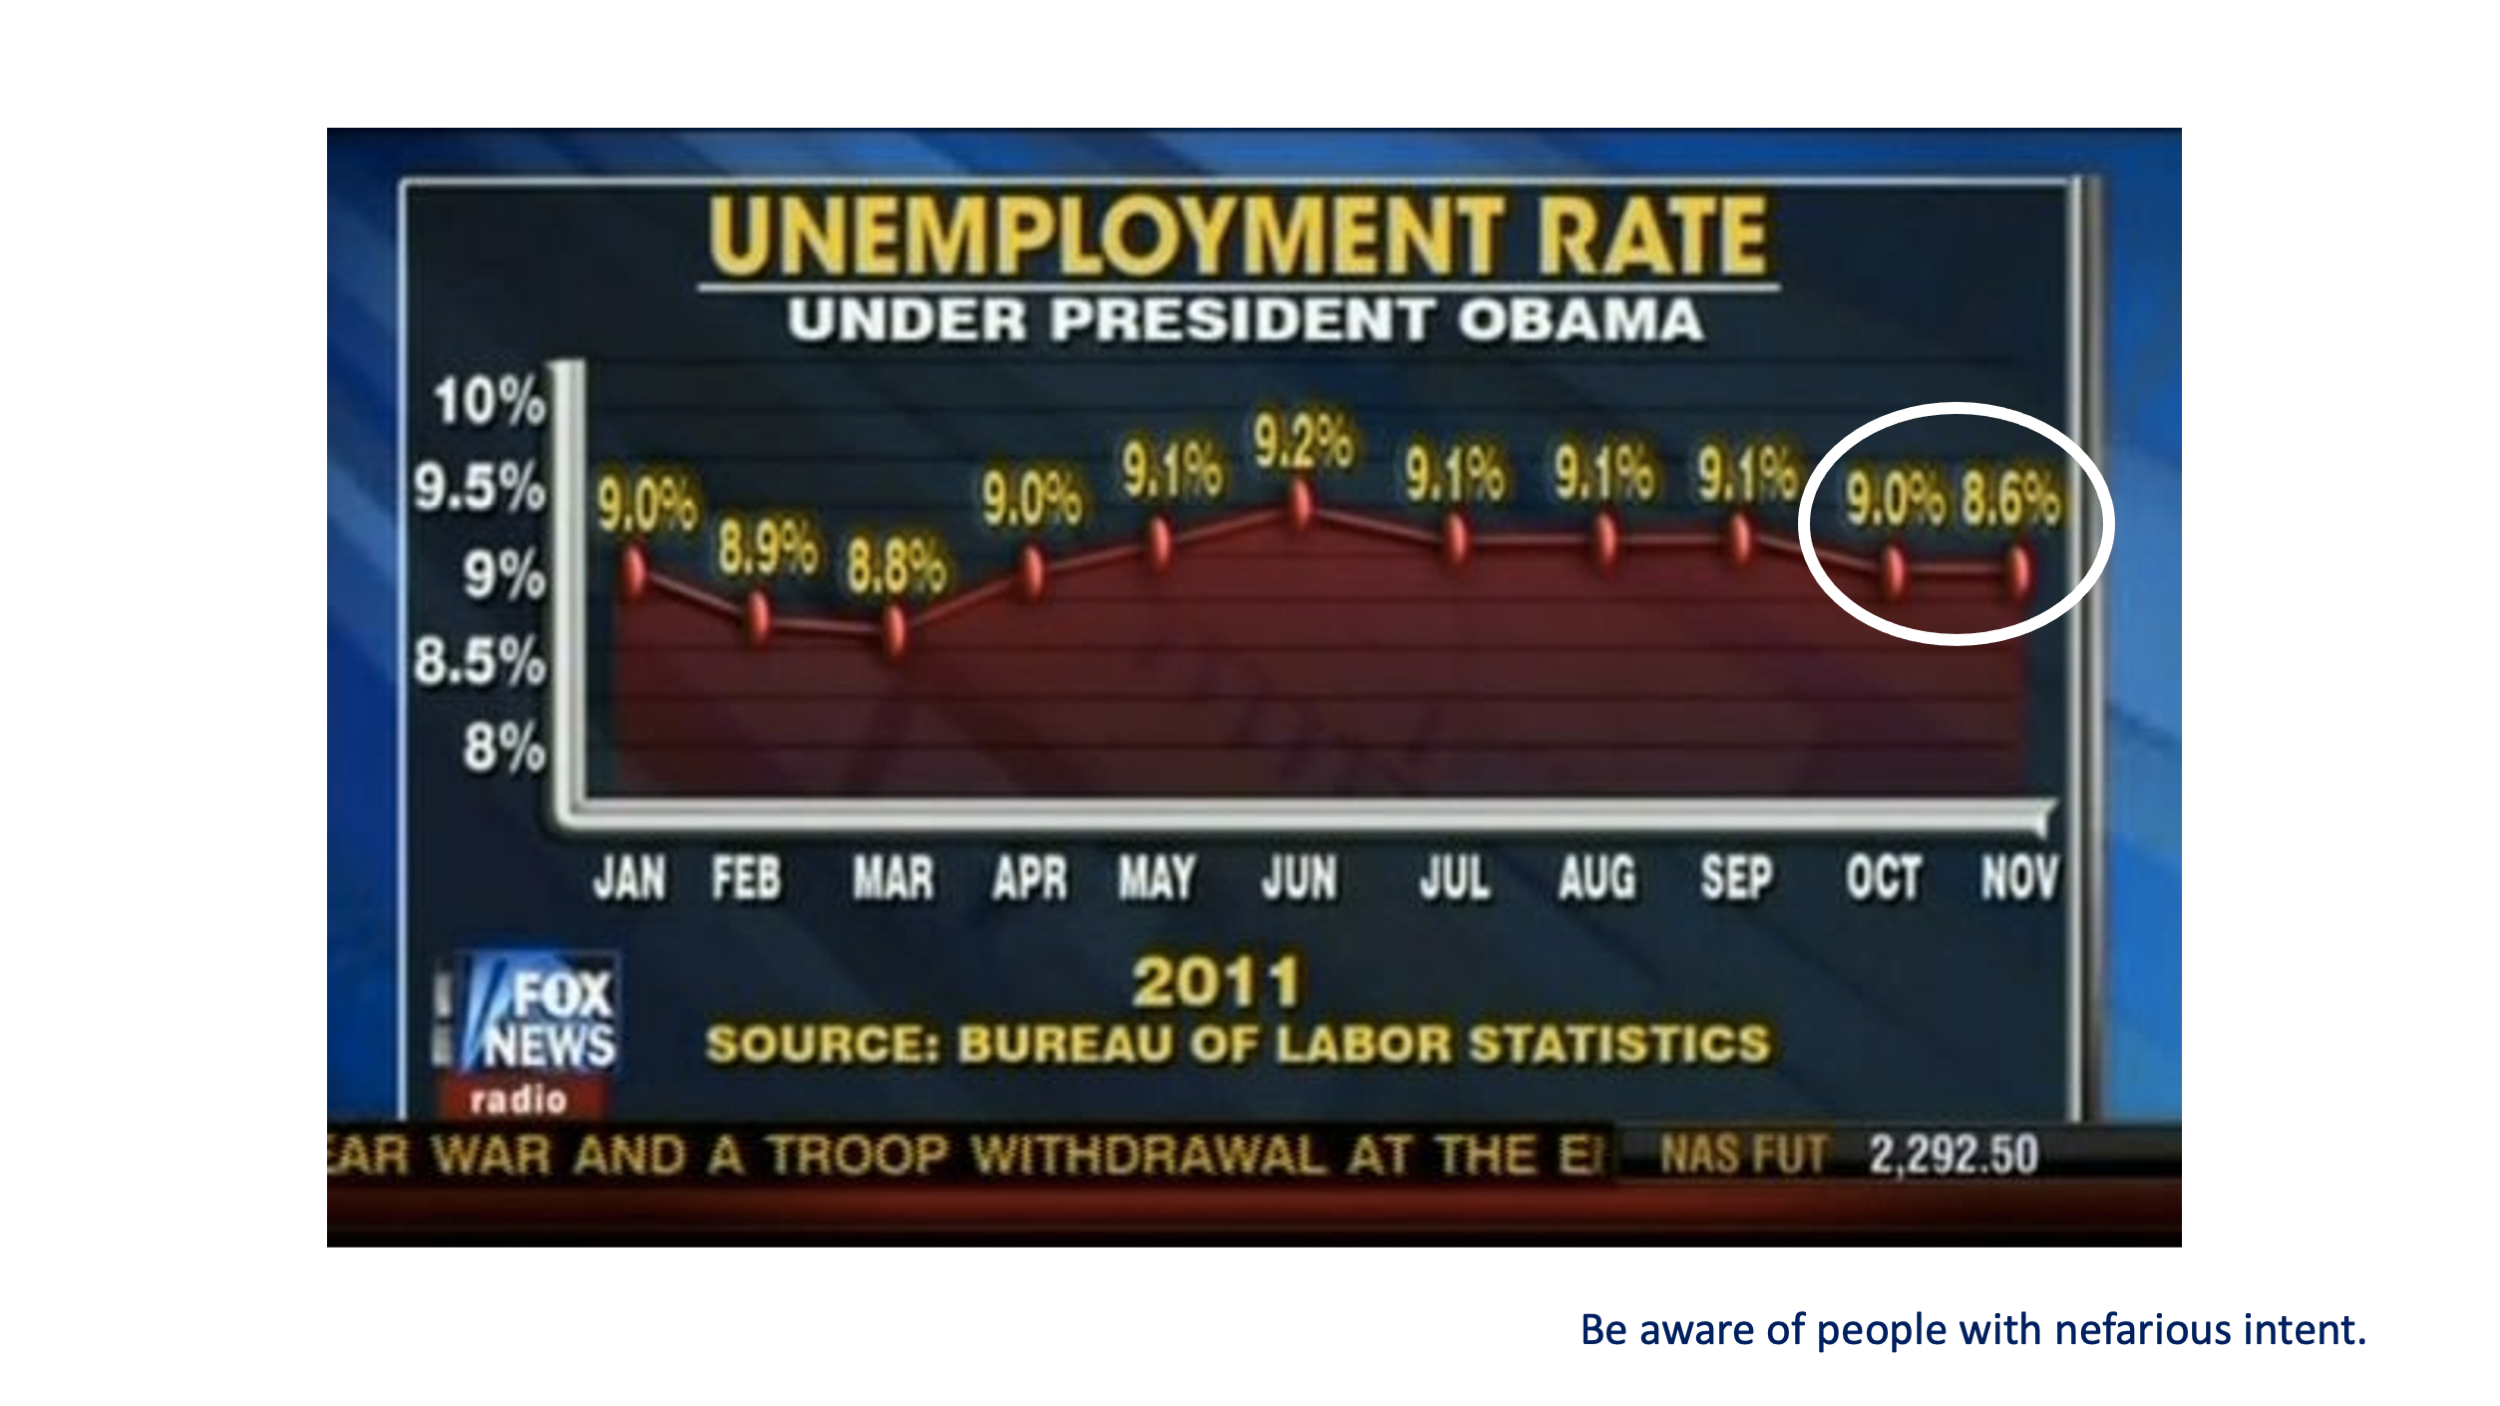 UNEMPLOYMENT RATE
UNDER PRESIDENT OBAMA
10%
9.5%
9%
8.5%
8%
9.0% 8.9% 8.8% 9.0% 9.1% 9.2% 9.1% 9.1% 9.1% 9.0% 8.6%
JAN FEB MAR APR MAY JUN JUL AUG SEP OCT NOV
2011
SOURCE: BUREAU OF LABOR STATISTICS
FOX
NEWS
radio
EAR WAR AND A TROOP WITHDRAWAL AT THE NAS FUT 2,292.50
Be aware of people with nefarious intent.